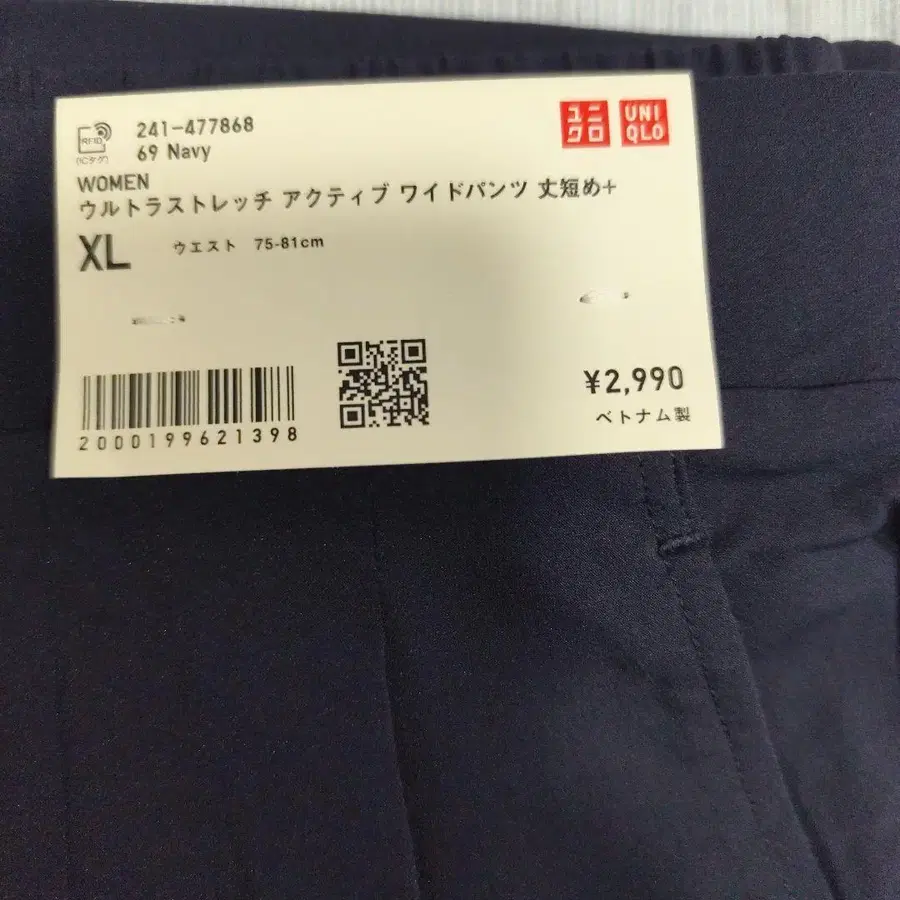 RFID
(ICタグ)
241-477868
69 Navy
ユニ
クロ
UNI
QLO
WOMEN
ウルトラストレッチ アクティブ ワイドパンツ 丈短め+
XL ウエスト 75-81cm
2000199621398
¥2,990
ベトナム製